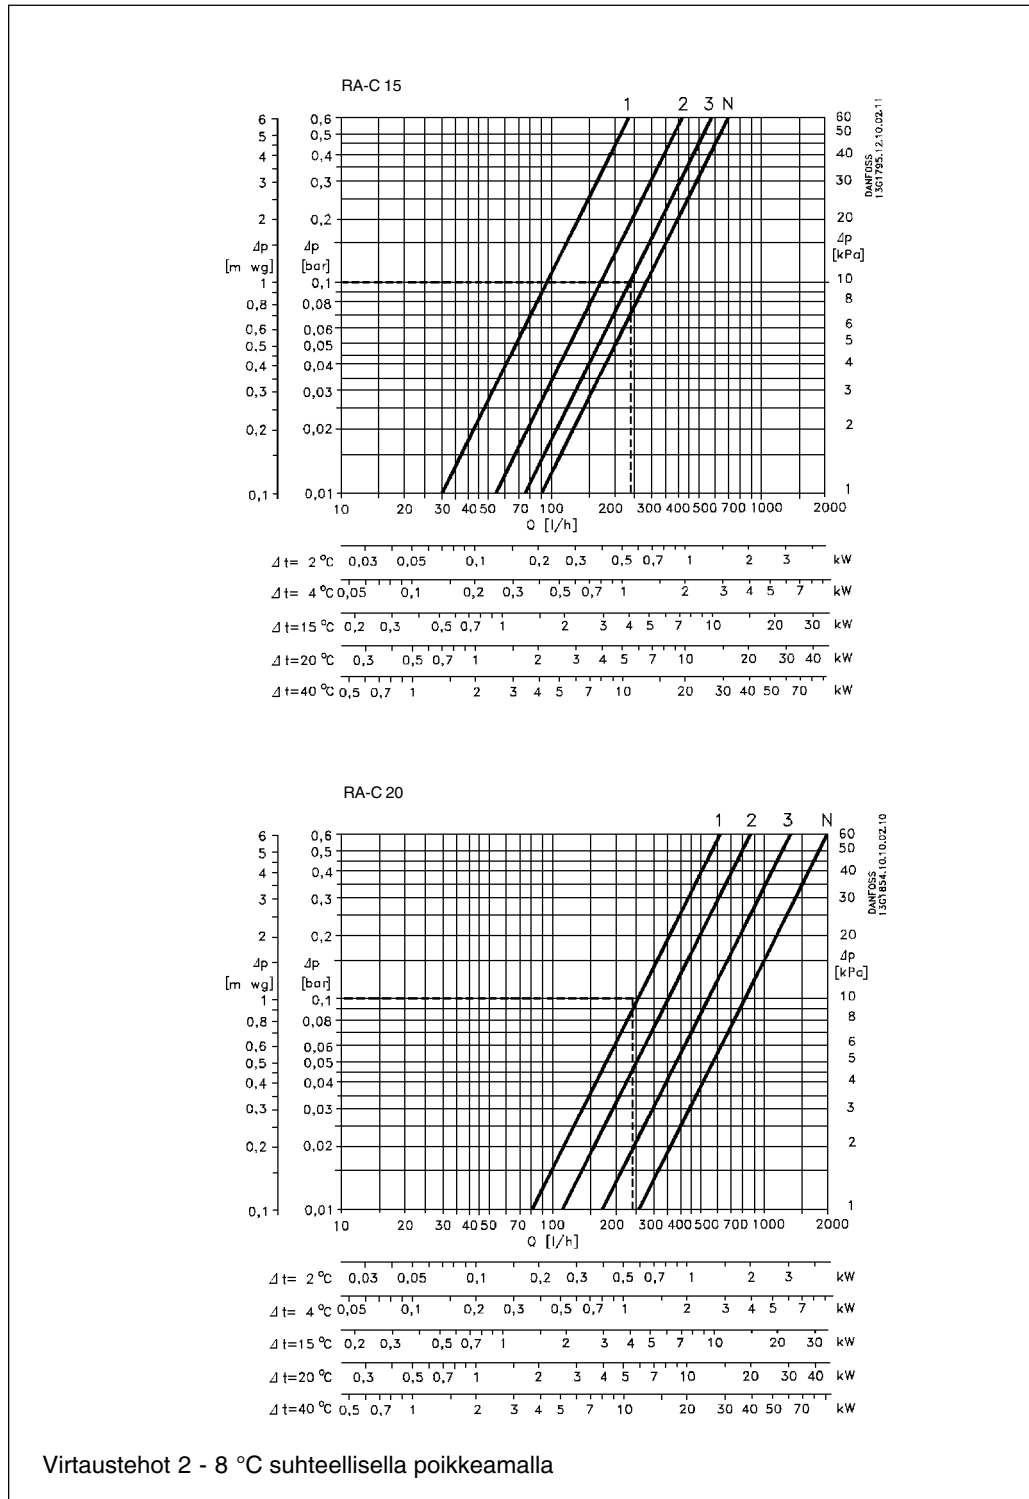 RA-C 15
1 2 3 N
6 0,6 60
5 0,5 50
4 0,4 40
3 0,3 30
2 0,2 20
Δp Δp Δp
[m wg] [bar] [kPa]
1 0,1 10
0,8 0,08 8
0,6 0,06 6
0,5 0,05 5
0,4 0,04 4
0,3 0,03 3
0,2 0,02 2
0,1 0,01 1
DANFOSS
13G1795.12.10.02.11
10 20 30 40 50 70 100 200 300 400 500 700 1000 2000
Q [l/h]
Δt= 2 °C 0,03 0,05 0,1 0,2 0,3 0,5 0,7 1 2 3 kW
Δt= 4 °C 0,05 0,1 0,2 0,3 0,5 0,7 1 2 3 4 5 7 kW
Δt=15 °C 0,2 0,3 0,5 0,7 1 2 3 4 5 7 10 20 30 kW
Δt=20 °C 0,3 0,5 0,7 1 2 3 4 5 7 10 20 30 40 kW
Δt=40 °C 0,5 0,7 1 2 3 4 5 7 10 20 30 40 50 70 kW
RA-C 20
1 2 3 N
6 0,6 60
5 0,5 50
4 0,4 40
3 0,3 30
2 0,2 20
Δp Δp Δp
[m wg] [bar] [kPa]
1 0,1 10
0,8 0,08 8
0,6 0,06 6
0,5 0,05 5
0,4 0,04 4
0,3 0,03 3
0,2 0,02 2
0,1 0,01 1
DANFOSS
13G1854.10.10.02.10
10 20 30 40 50 70 100 200 300 400 500 700 1000 2000
Q [l/h]
Δt= 2 °C 0,03 0,05 0,1 0,2 0,3 0,5 0,7 1 2 3 kW
Δt= 4 °C 0,05 0,1 0,2 0,3 0,5 0,7 1 2 3 4 5 7 kW
Δt=15 °C 0,2 0,3 0,5 0,7 1 2 3 4 5 7 10 20 30 kW
Δt=20 °C 0,3 0,5 0,7 1 2 3 4 5 7 10 20 30 40 kW
Δt=40 °C 0,5 0,7 1 2 3 4 5 7 10 20 30 40 50 70 kW
Virtaustehot 2 - 8 °C suhteellisella poikkeamalla